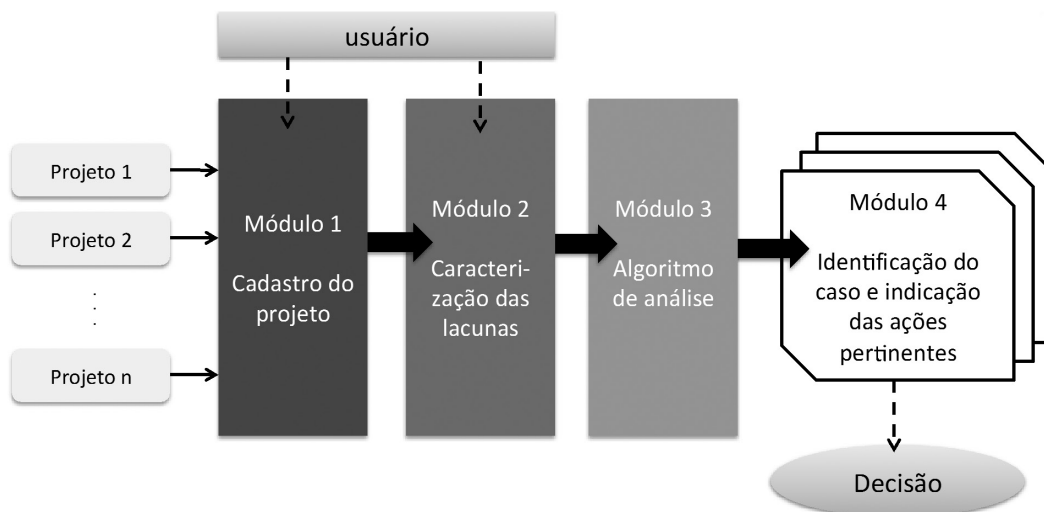 usuário
Projeto 1
Projeto 2
.
.
.
Projeto n
Módulo 1
Cadastro do
projeto
Módulo 2
Caracteri-
zação das
lacunas
Módulo 3
Algoritmo
de análise
Módulo 4
Identificação do
caso e indicação
das ações
pertinentes
Decisão